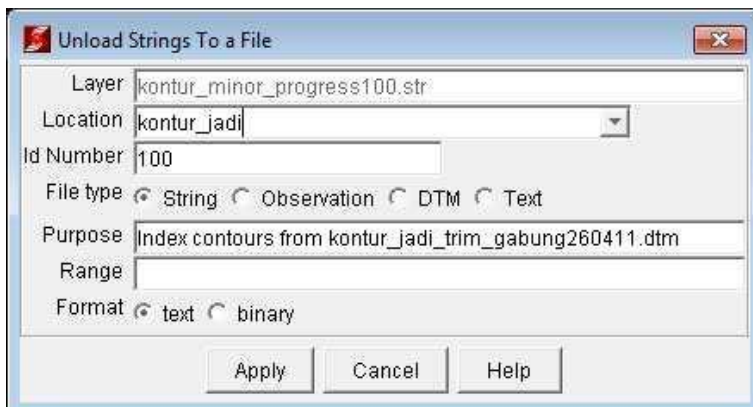 Unload Strings To a File
Layer kontur_minor_progress100.str
Location kontur_jadi
Id Number 100
File type String Observation DTM Text
Purpose Index contours from kontur_jadi_trim_gabung260411.dtm
Range
Format text binary
Apply Cancel Help